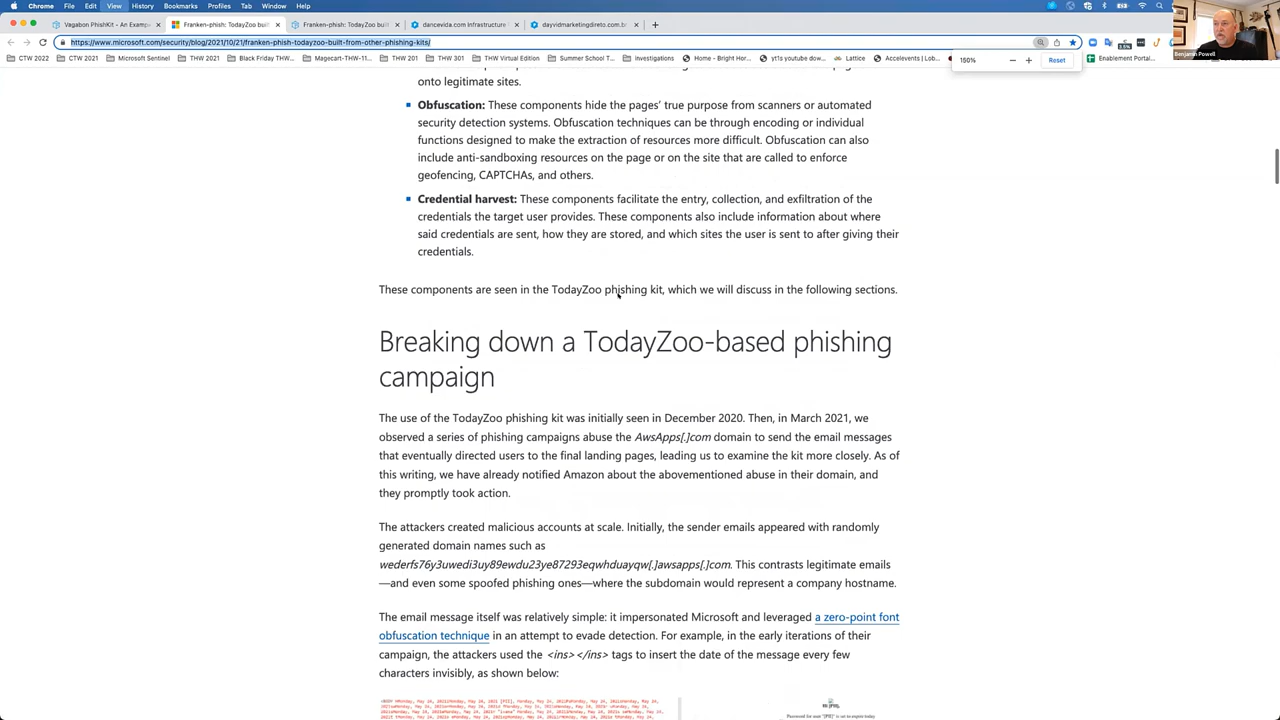 Chrome File Edit View History Bookmarks Profiles Tab Window Help
Vagabon PhishKit – An Examp
Franken-phish: TodayZoo buil
Franken-phish: TodayZoo buil
dancevida.com Infrastructure
dayvidmarketingdireto.com.br
https://www.microsoft.com/security/blog/2021/10/21/franken-phish-todayzoo-built-from-other-phishing-kits/
Benjamin Powell
CTW 2022 CTW 2021 Microsoft Sentinel THW 2021 Black Friday THW... Magecart-THW-11... THW 201 THW 301 THW Virtual Edition Summer School T... Investigations Home - Bright Hor... yt1s youtube dow... Lattice Accelevents | Lob... Enablement Portal...
150% Reset
onto legitimate sites.
Obfuscation: These components hide the pages' true purpose from scanners or automated
security detection systems. Obfuscation techniques can be through encoding or individual
functions designed to make the extraction of resources more difficult. Obfuscation can also
include anti-sandboxing resources on the page or on the site that are called to enforce
geofencing, CAPTCHAs, and others.
Credential harvest: These components facilitate the entry, collection, and exfiltration of the
credentials the target user provides. These components also include information about where
said credentials are sent, how they are stored, and which sites the user is sent to after giving their
credentials.
These components are seen in the TodayZoo phishing kit, which we will discuss in the following sections.
Breaking down a TodayZoo-based phishing
campaign
The use of the TodayZoo phishing kit was initially seen in December 2020. Then, in March 2021, we
observed a series of phishing campaigns abuse the AwsApps[.]com domain to send the email messages
that eventually directed users to the final landing pages, leading us to examine the kit more closely. As of
this writing, we have already notified Amazon about the abovementioned abuse in their domain, and
they promptly took action.
The attackers created malicious accounts at scale. Initially, the sender emails appeared with randomly
generated domain names such as
wederfs76y3uwedi3uy89ewdu23ye87293eqwhduayqw[.]awsapps[.]com. This contrasts legitimate emails
—and even some spoofed phishing ones—where the subdomain would represent a company hostname.
The email message itself was relatively simple: it impersonated Microsoft and leveraged a zero-point font
obfuscation technique in an attempt to evade detection. For example, in the early iterations of their
campaign, the attackers used the <ins></ins> tags to insert the date of the message every few
characters invisibly, as shown below: